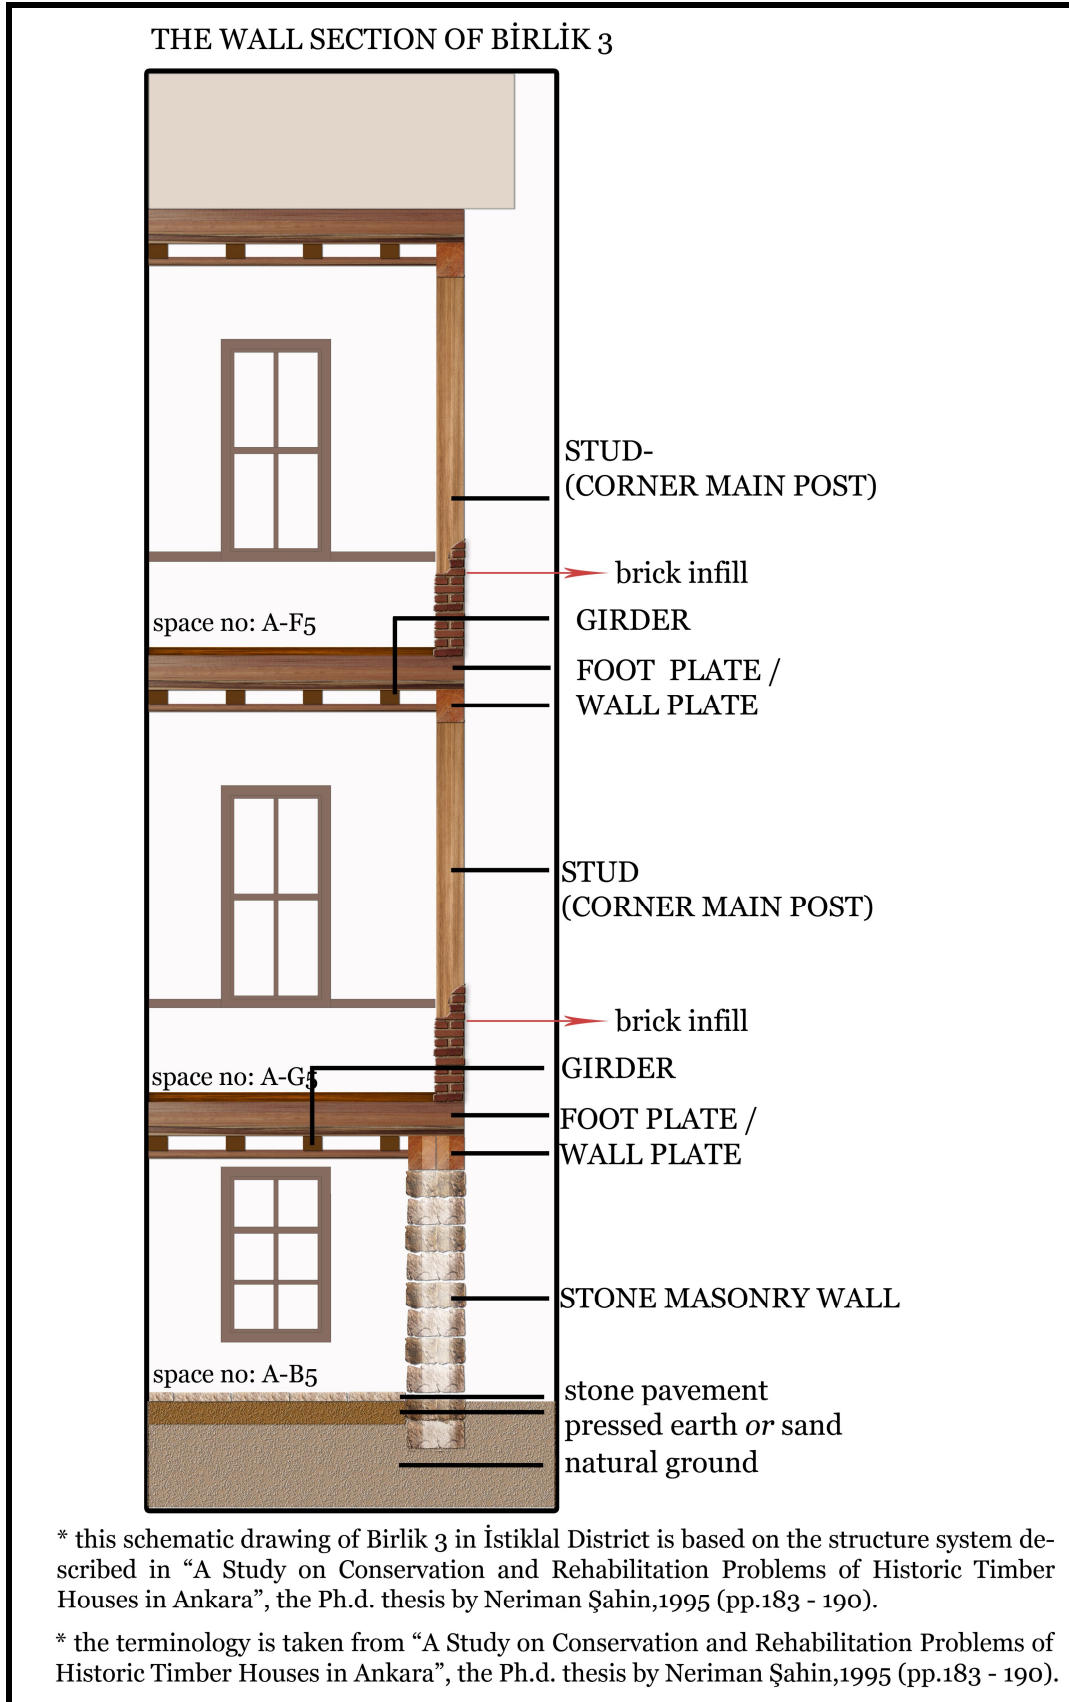 THE WALL SECTION OF BİRLİK 3
STUD-
(CORNER MAIN POST)
brick infill
space no: A-F5
GIRDER
FOOT PLATE /
WALL PLATE
STUD
(CORNER MAIN POST)
brick infill
space no: A-G5
GIRDER
FOOT PLATE /
WALL PLATE
STONE MASONRY WALL
space no: A-B5
stone pavement
pressed earth or sand
natural ground
* this schematic drawing of Birlik 3 in İstiklal District is based on the structure system de-
scribed in “A Study on Conservation and Rehabilitation Problems of Historic Timber
Houses in Ankara”, the Ph.d. thesis by Neriman Şahin,1995 (pp.183 - 190).
* the terminology is taken from “A Study on Conservation and Rehabilitation Problems of
Historic Timber Houses in Ankara”, the Ph.d. thesis by Neriman Şahin,1995 (pp.183 - 190).